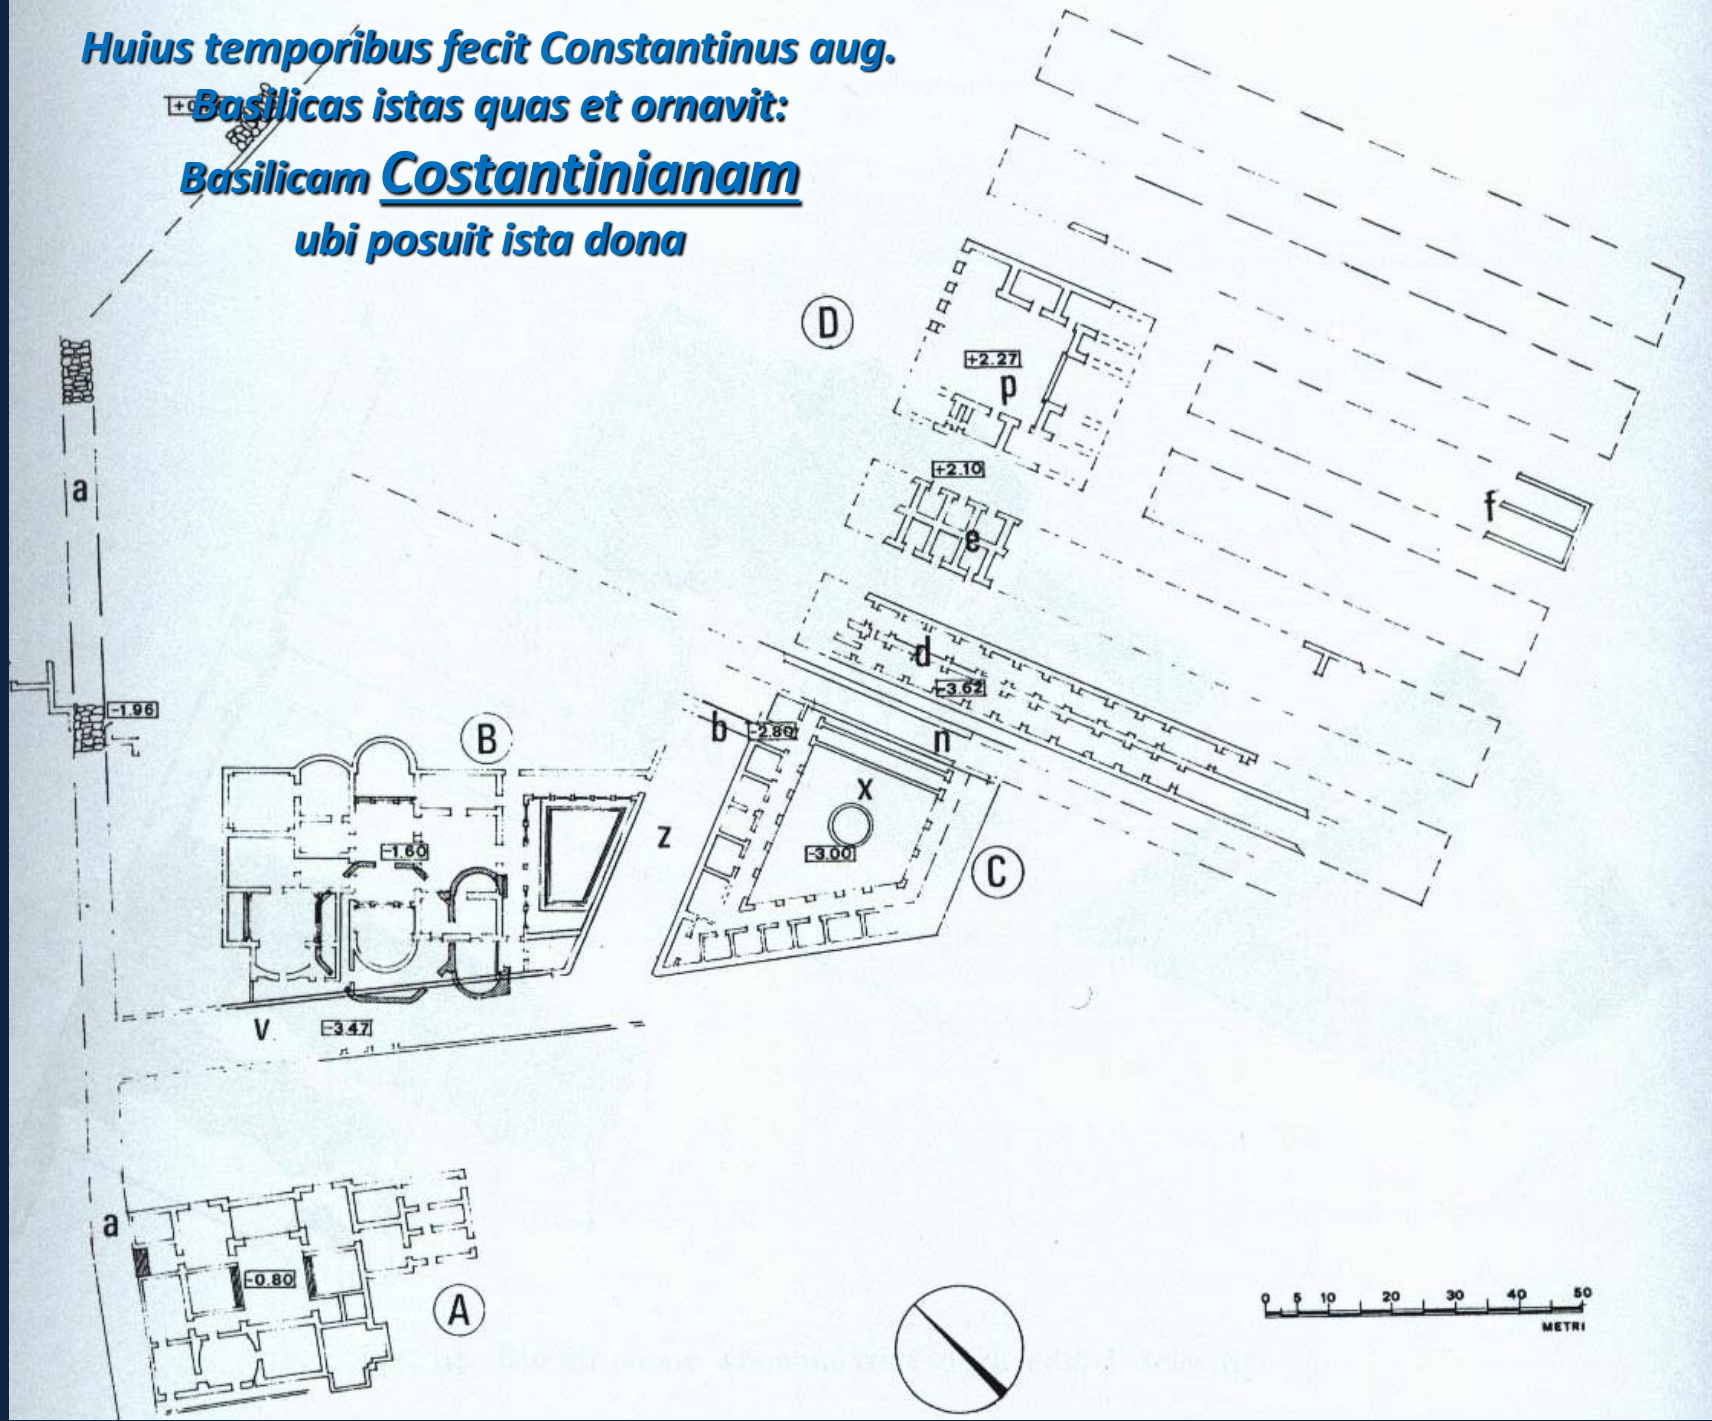 Huius temporibus fecit Constantinus aug.
Basilicas istas quas et ornavit:
Basilicam Costantinianam
ubi posuit ista dona
D
+2.27
p
+2.10
a
f
e
d
-3.62
-1.96
B
b
-2.80
n
x
z
-1.60
-3.00
C
v
-3.47
a
-0.80
A
0 5 10 20 30 40 50
METRI